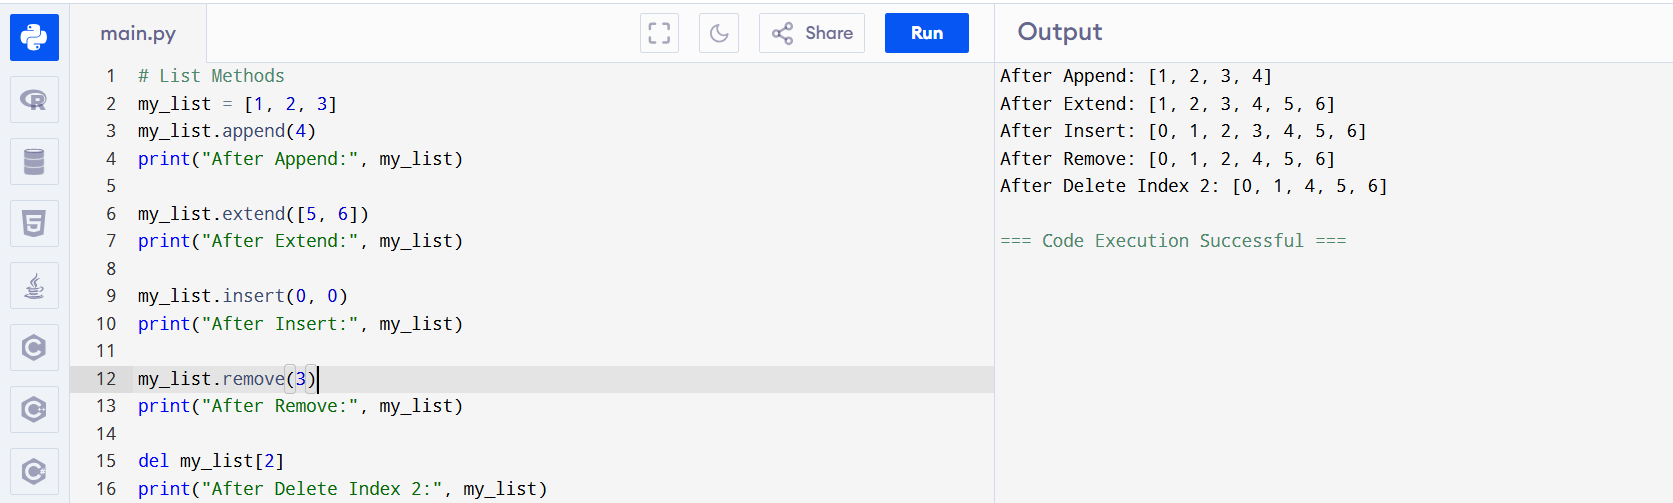 main.py
Share
Run
Output
1 # List Methods
2 my_list = [1, 2, 3]
3 my_list.append(4)
4 print("After Append:", my_list)
5
6 my_list.extend([5, 6])
7 print("After Extend:", my_list)
8
9 my_list.insert(0, 0)
10 print("After Insert:", my_list)
11
12 my_list.remove(3)
13 print("After Remove:", my_list)
14
15 del my_list[2]
16 print("After Delete Index 2:", my_list)
After Append: [1, 2, 3, 4]
After Extend: [1, 2, 3, 4, 5, 6]
After Insert: [0, 1, 2, 3, 4, 5, 6]
After Remove: [0, 1, 2, 4, 5, 6]
After Delete Index 2: [0, 1, 4, 5, 6]
=== Code Execution Successful ===